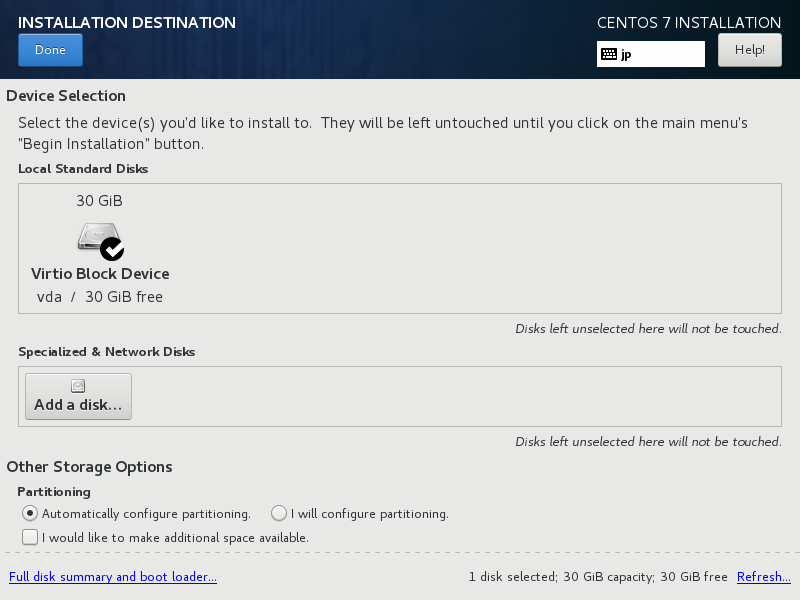 INSTALLATION DESTINATION
CENTOS 7 INSTALLATION
Done
jp
Help!
Device Selection
Select the device(s) you'd like to install to.  They will be left untouched until you click on the main menu's
"Begin Installation" button.
Local Standard Disks
30 GiB
Virtio Block Device
vda / 30 GiB free
Disks left unselected here will not be touched.
Specialized & Network Disks
Add a disk...
Disks left unselected here will not be touched.
Other Storage Options
Partitioning
Automatically configure partitioning.
I will configure partitioning.
I would like to make additional space available.
Full disk summary and boot loader...
1 disk selected; 30 GiB capacity; 30 GiB free
Refresh...